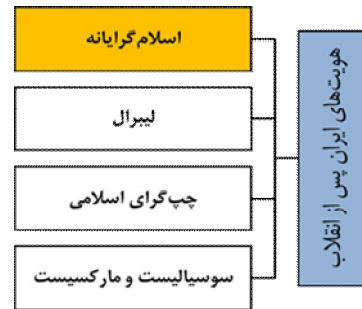 هویت‌های ایران پس از انقلاب
اسلام‌گرایانه
لیبرال
چپ‌گرای اسلامی
سوسیالیست و مارکسیست